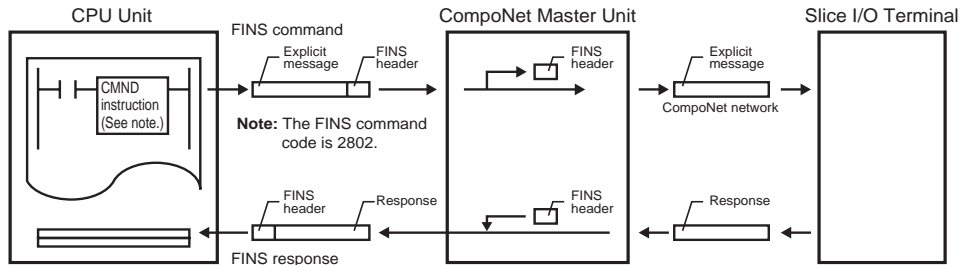 CPU Unit
CompoNet Master Unit
Slice I/O Terminal
FINS command
Explicit
message
FINS
header
FINS
header
Explicit
message
CMND
instruction
(See note.)
CompoNet network
Note: The FINS command
code is 2802.
FINS
header
Response
FINS
header
Response
FINS response